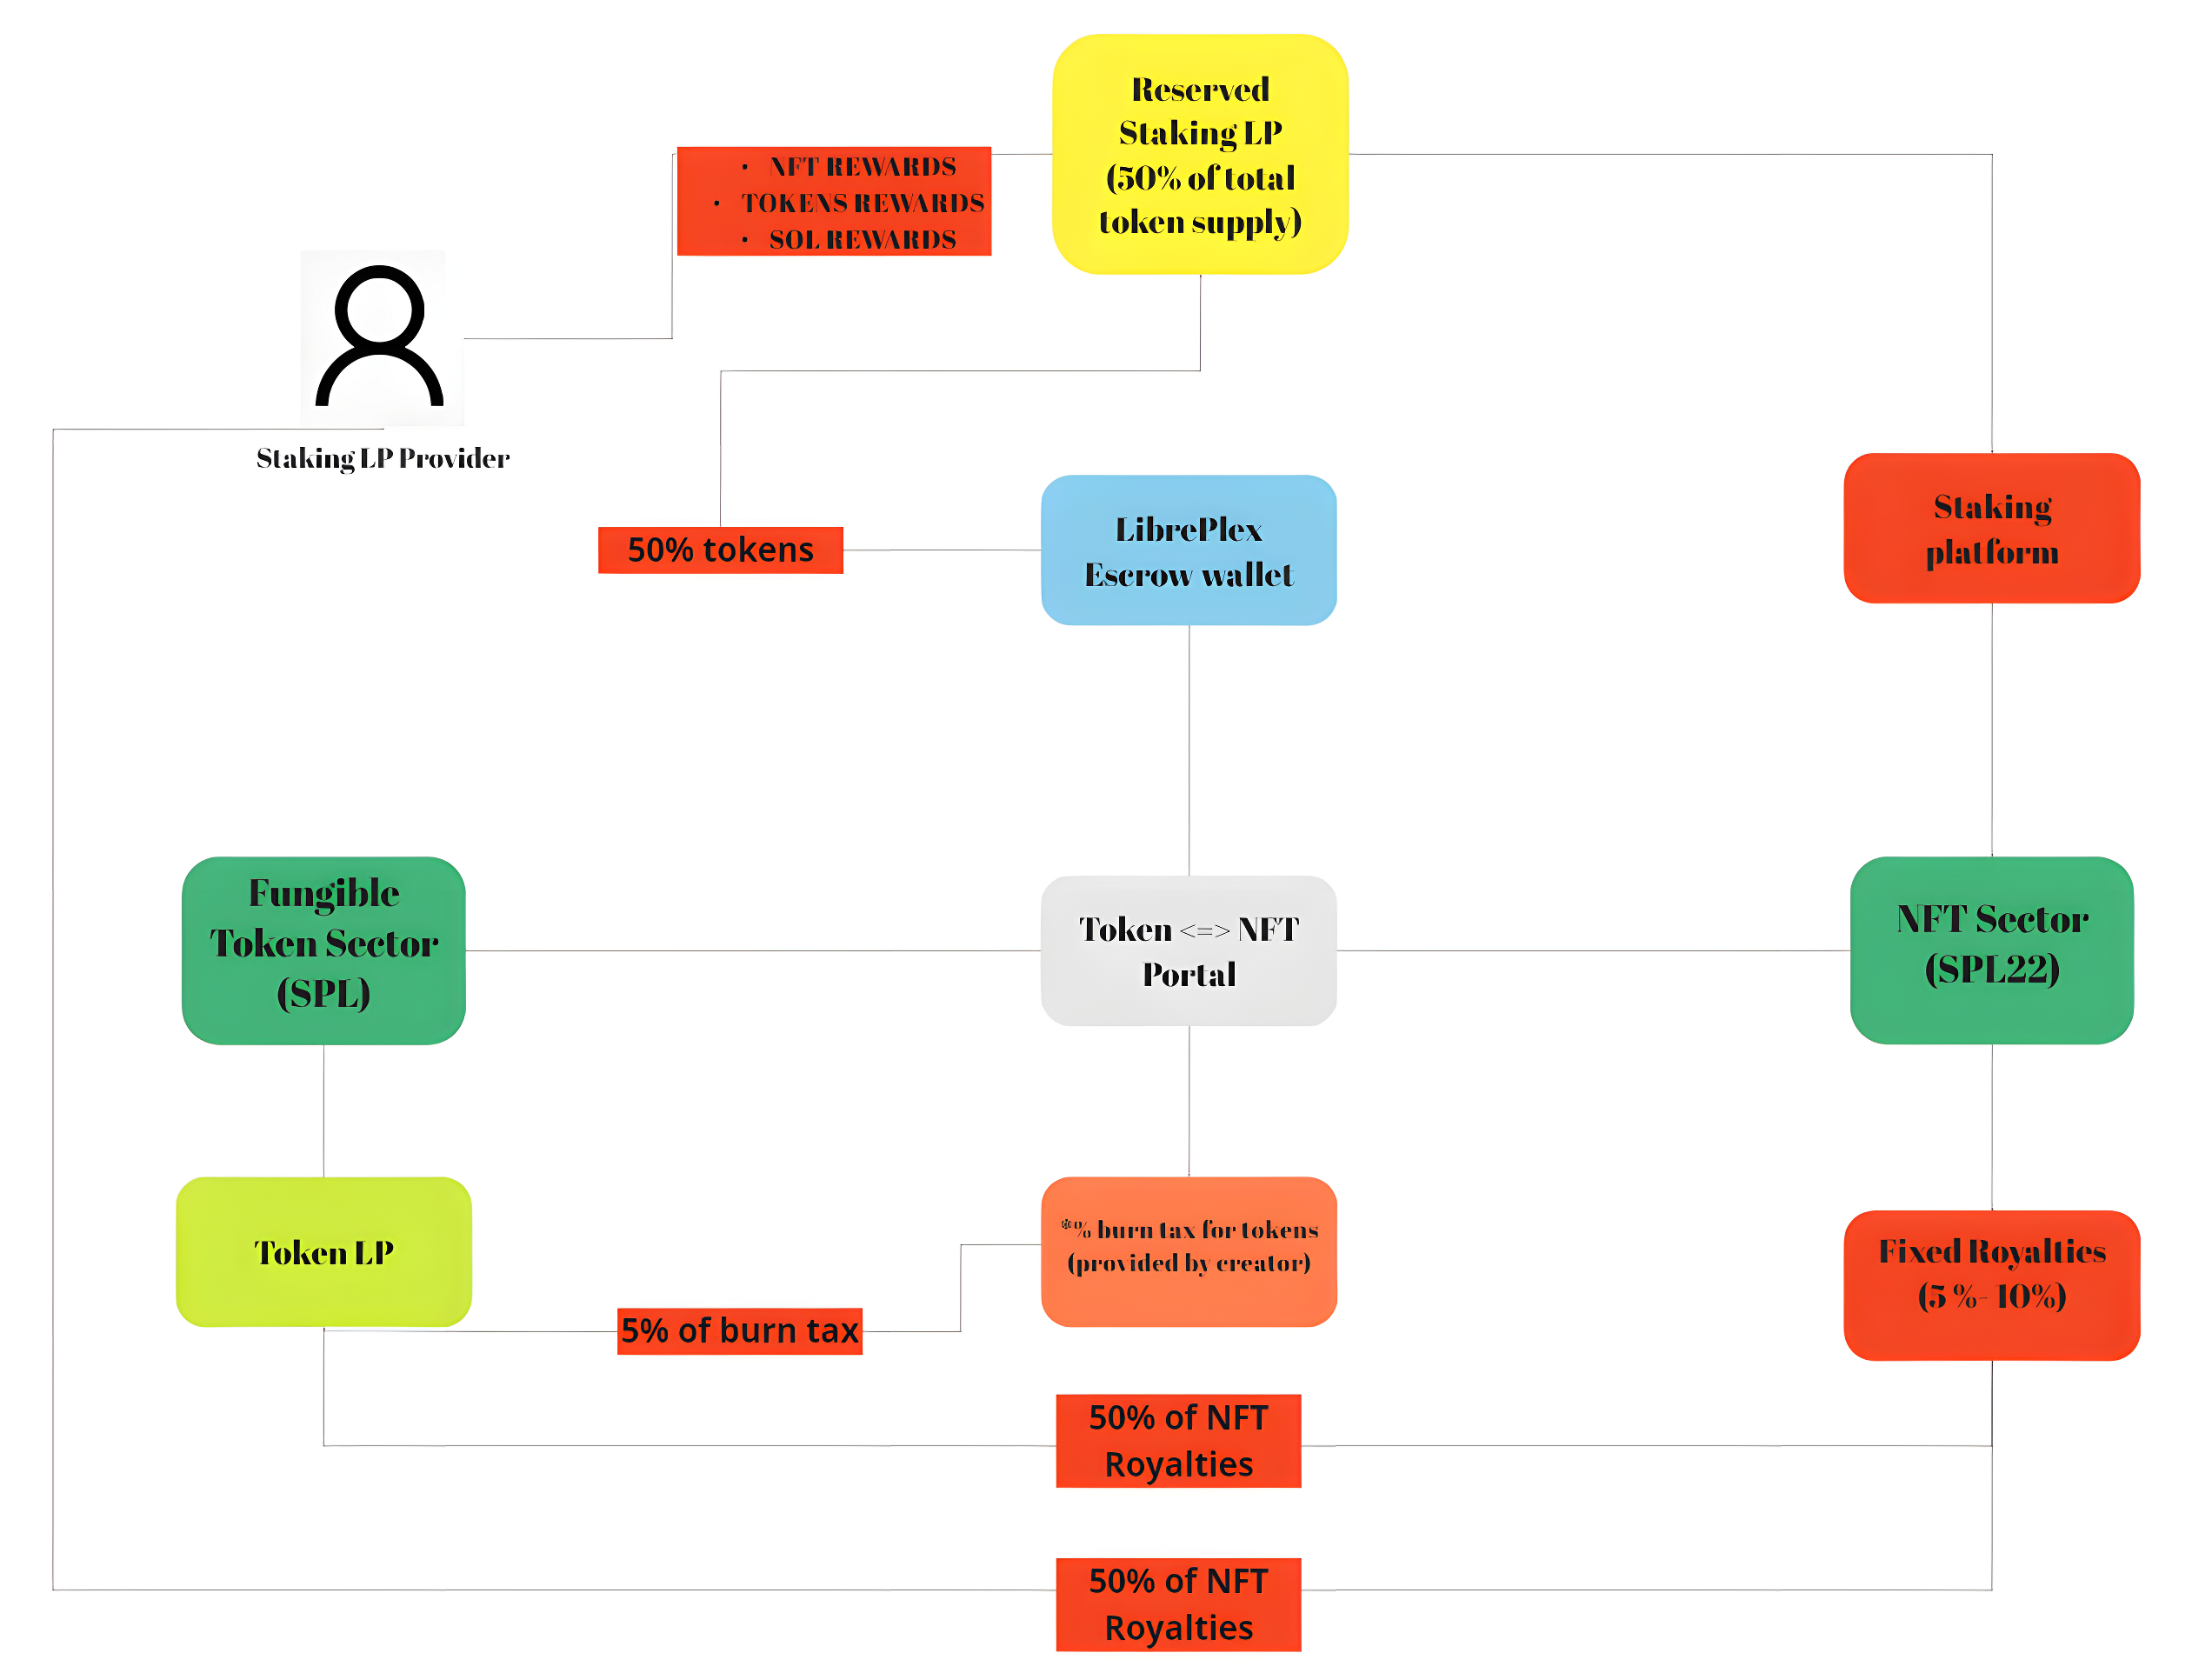 Reserved
Staking LP
(50% of total
token supply)
• NFT REWARDS
• TOKENS REWARDS
• SOL REWARDS
Staking LP Provider
50% tokens
LibrePlex
Escrow wallet
Staking
platform
Fungible
Token Sector
(SPL)
Token <=> NFT
Portal
NFT Sector
(SPL22)
Token LP
*% burn tax for tokens
(provided by creator)
Fixed Royalties
(5 %- 10%)
5% of burn tax
50% of NFT
Royalties
50% of NFT
Royalties